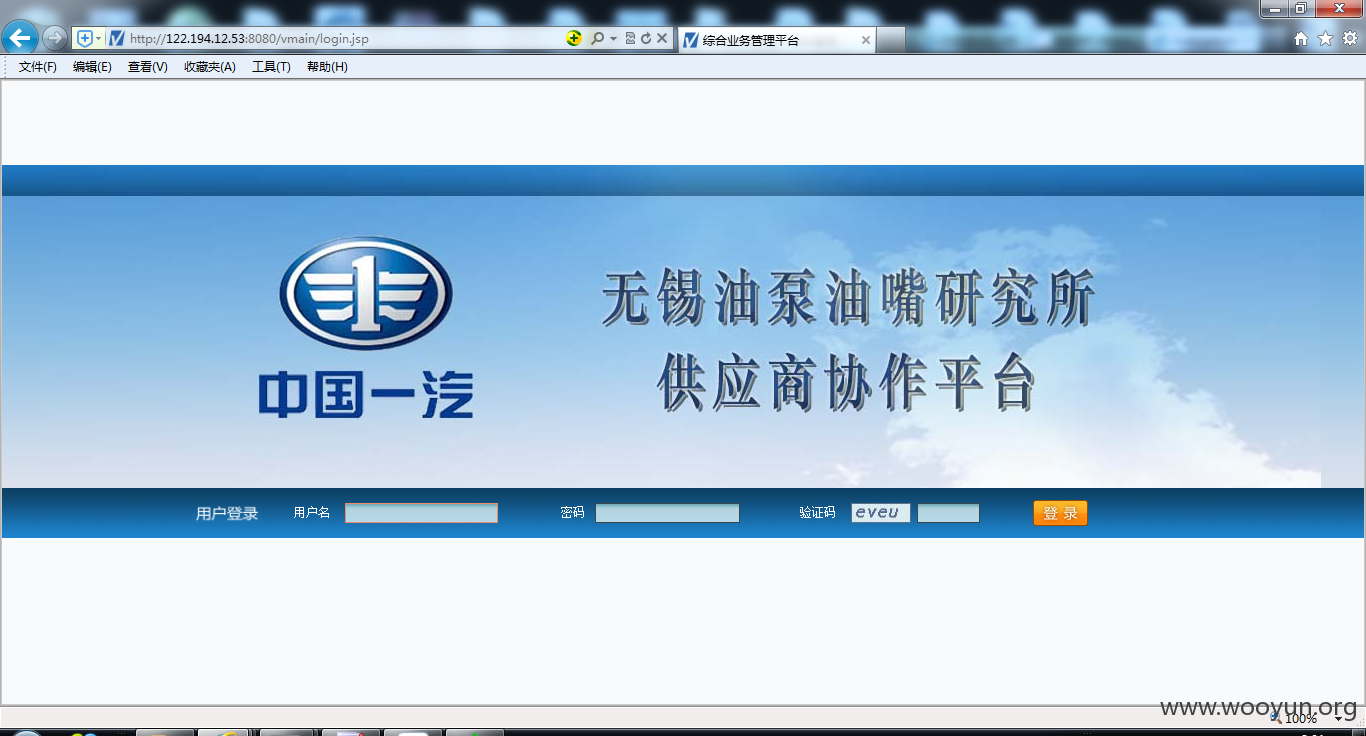 http://122.194.12.53:8080/vmain/login.jsp
综合业务管理平台
文件(F) 编辑(E) 查看(V) 收藏夹(A) 工具(T) 帮助(H)
中国一汽
无锡油泵油嘴研究所
供应商协作平台
用户登录 用户名 密码 验证码 eveu 登 录
www.wooyun.org
100%